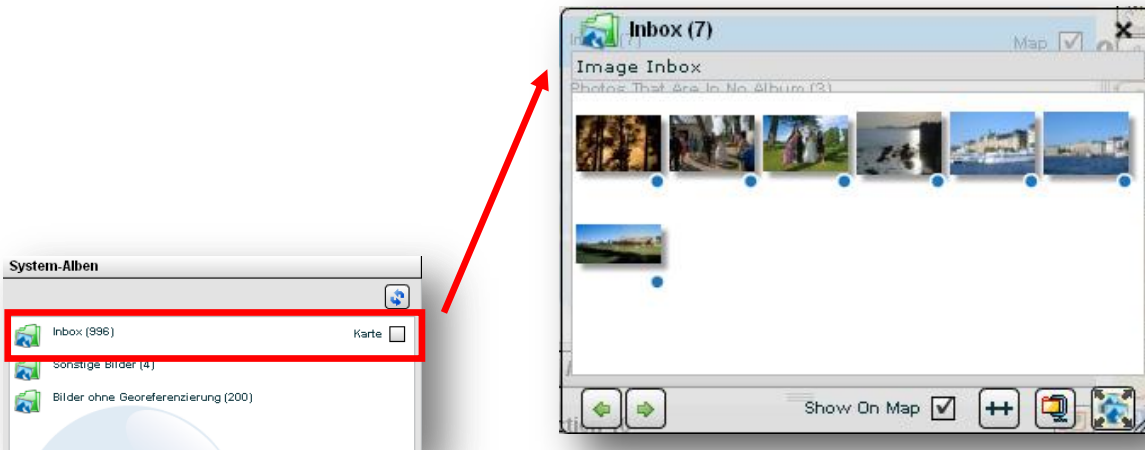 System-Alben
Inbox (996)
Karte
Sonstige Bilder (4)
Bilder ohne Georeferenzierung (200)
Inbox (7)
Map
Image Inbox
Photos That Are In No Album (3)
Show On Map